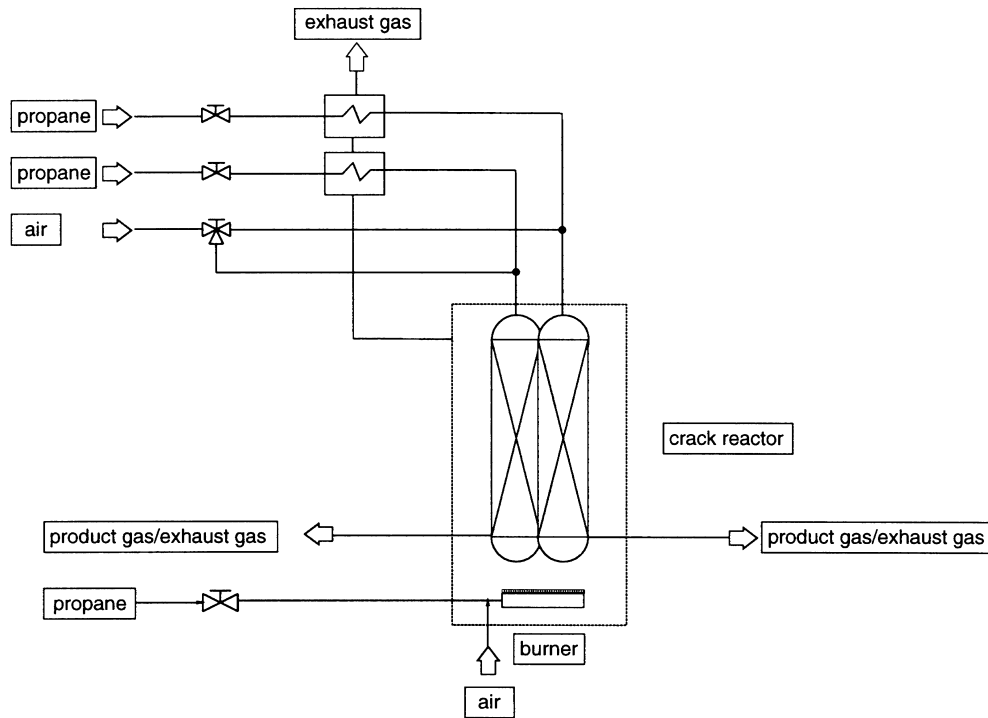 exhaust gas
propane
propane
air
crack reactor
product gas/exhaust gas
product gas/exhaust gas
propane
burner
air